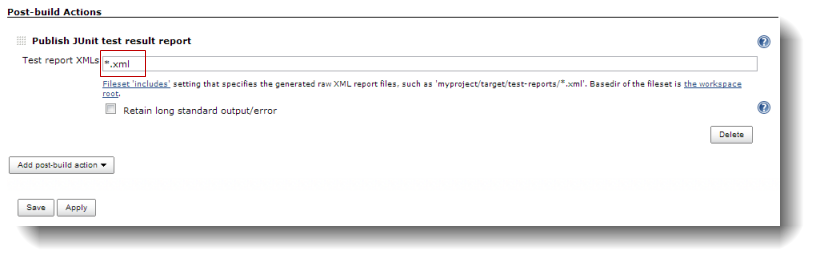 Post-build Actions
Publish JUnit test result report
Test report XMLs *.xml
Fileset 'includes' setting that specifies the generated raw XML report files, such as 'myproject/target/test-reports/*.xml'. Basedir of the fileset is the workspace
root.
Retain long standard output/error
Delete
Add post-build action
Save Apply